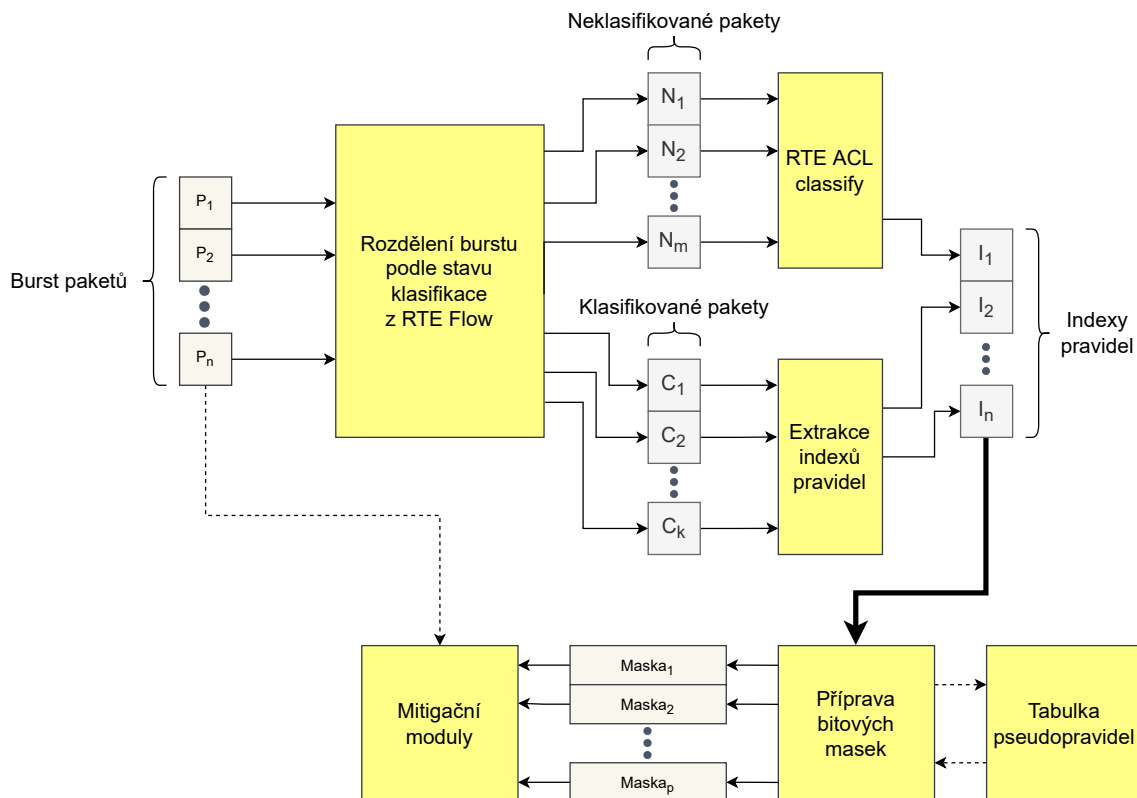 Neklasifikované pakety
N1
N2
Nm
RTE ACL
classify
Burst paketů
P1
P2
Pn
Rozdělení burstu
podle stavu
klasifikace
z RTE Flow
Klasifikované pakety
C1
C2
Ck
Extrakce
indexů
pravidel
I1
I2
In
Indexy
pravidel
Mitigační
moduly
Maska1
Maska2
Maskap
Příprava
bitových
masek
Tabulka
pseudopravidel